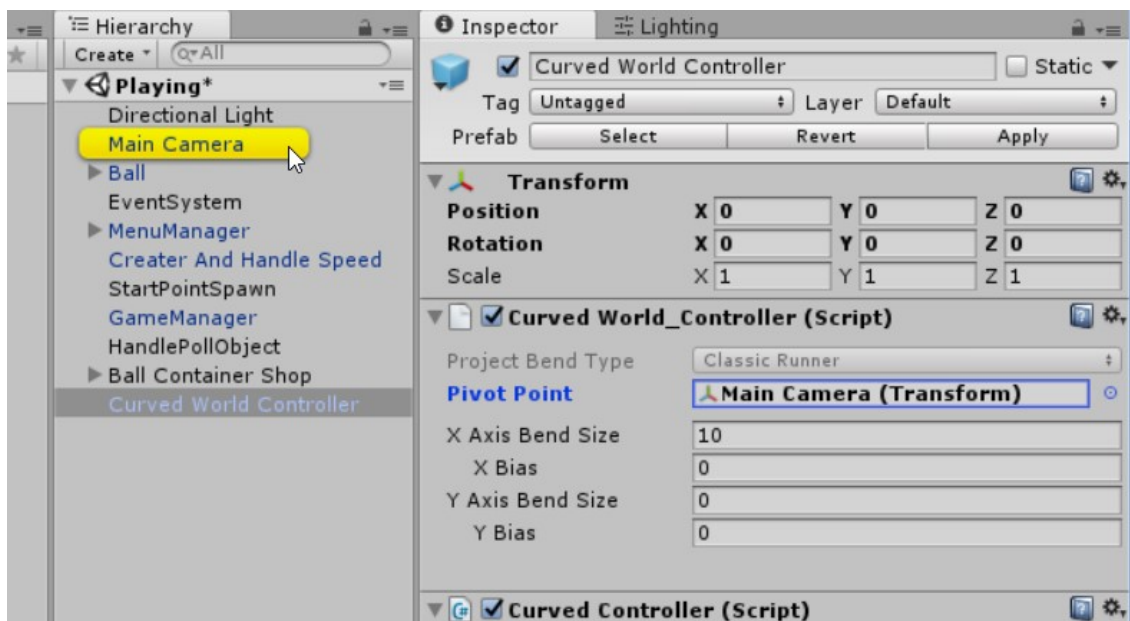 Hierarchy
Create All
Playing*
Directional Light
Main Camera
Ball
EventSystem
MenuManager
Creater And Handle Speed
StartPointSpawn
GameManager
HandlePollObject
Ball Container Shop
Curved World Controller
Inspector Lighting
Curved World Controller Static
Tag Untagged Layer Default
Prefab Select Revert Apply
Transform
Position X 0 Y 0 Z 0
Rotation X 0 Y 0 Z 0
Scale X 1 Y 1 Z 1
Curved World_Controller (Script)
Project Bend Type Classic Runner
Pivot Point Main Camera (Transform)
X Axis Bend Size 10
X Bias 0
Y Axis Bend Size 0
Y Bias 0
C# Curved Controller (Script)